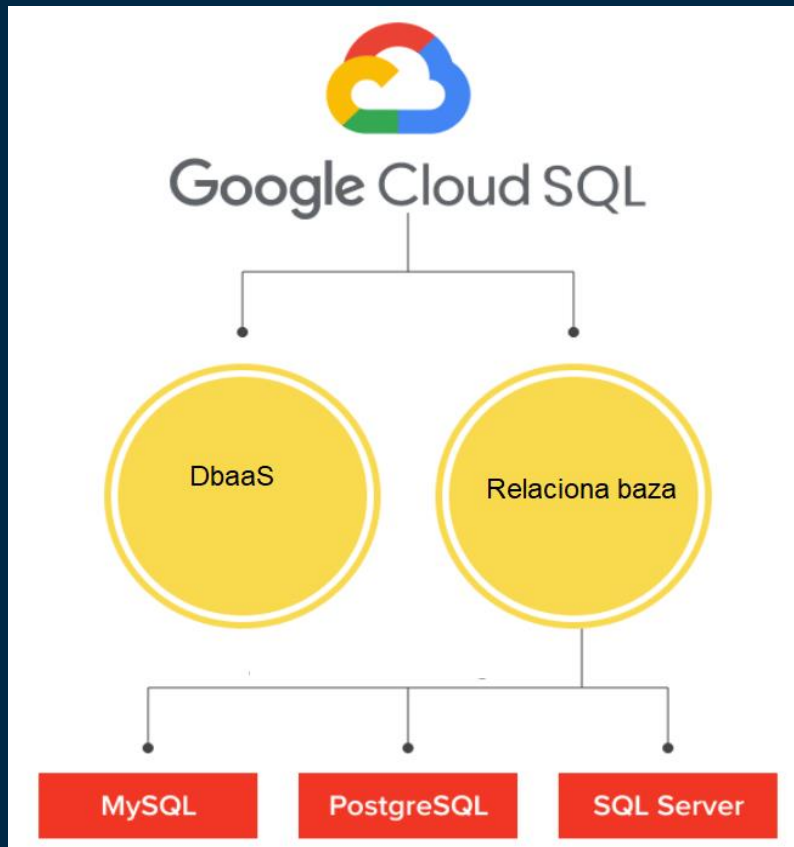 Google Cloud SQL
DbaaS
Relaciona baza
MySQL
PostgreSQL
SQL Server